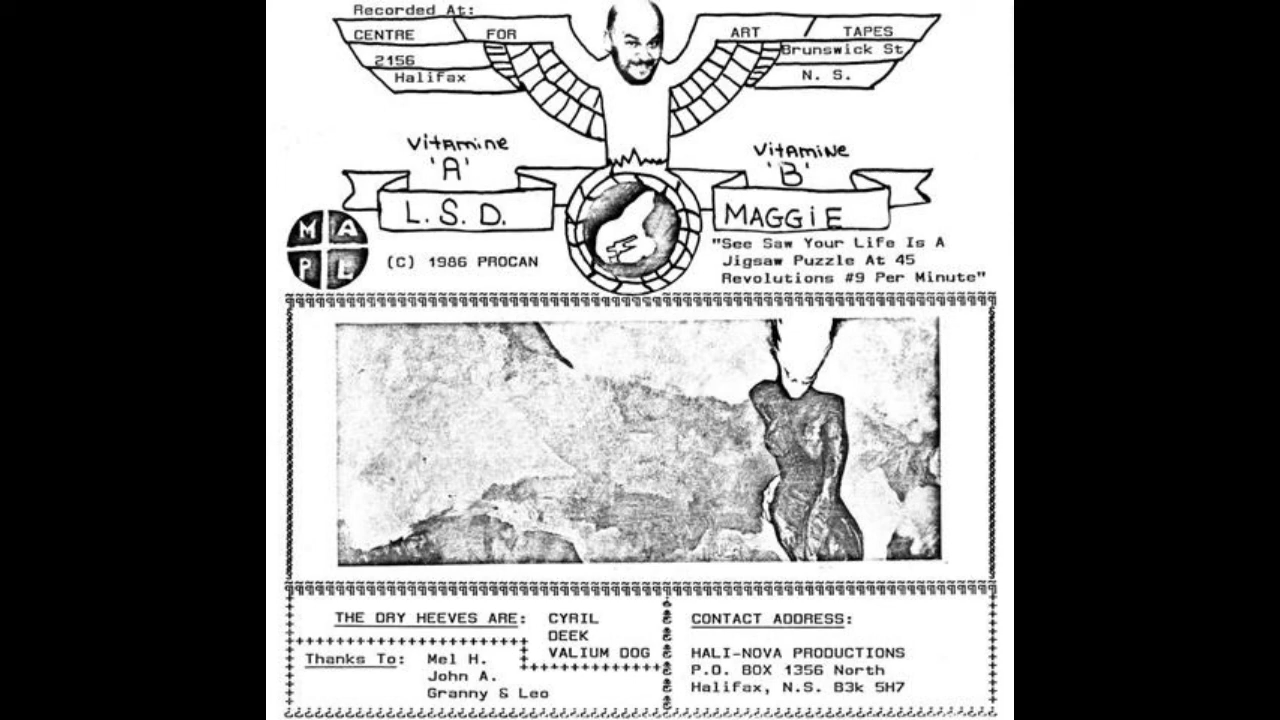 Recorded At:
CENTRE FOR ART TAPES
2156 Brunswick St
Halifax N. S.
VitAmine 'A'
VitAMiNe 'B'
L.S.D.
MAGGiE
MAPL
(C) 1986 PROCAN
"See Saw Your Life Is A
Jigsaw Puzzle At 45
Revolutions #9 Per Minute"
THE DRY HEEVES ARE: CYRIL
DEEK
VALIUM DOG
Thanks To: Mel H.
John A.
Granny & Leo
CONTACT ADDRESS:
HALI-NOVA PRODUCTIONS
P.O. BOX 1356 North
Halifax, N.S. B3k 5H7